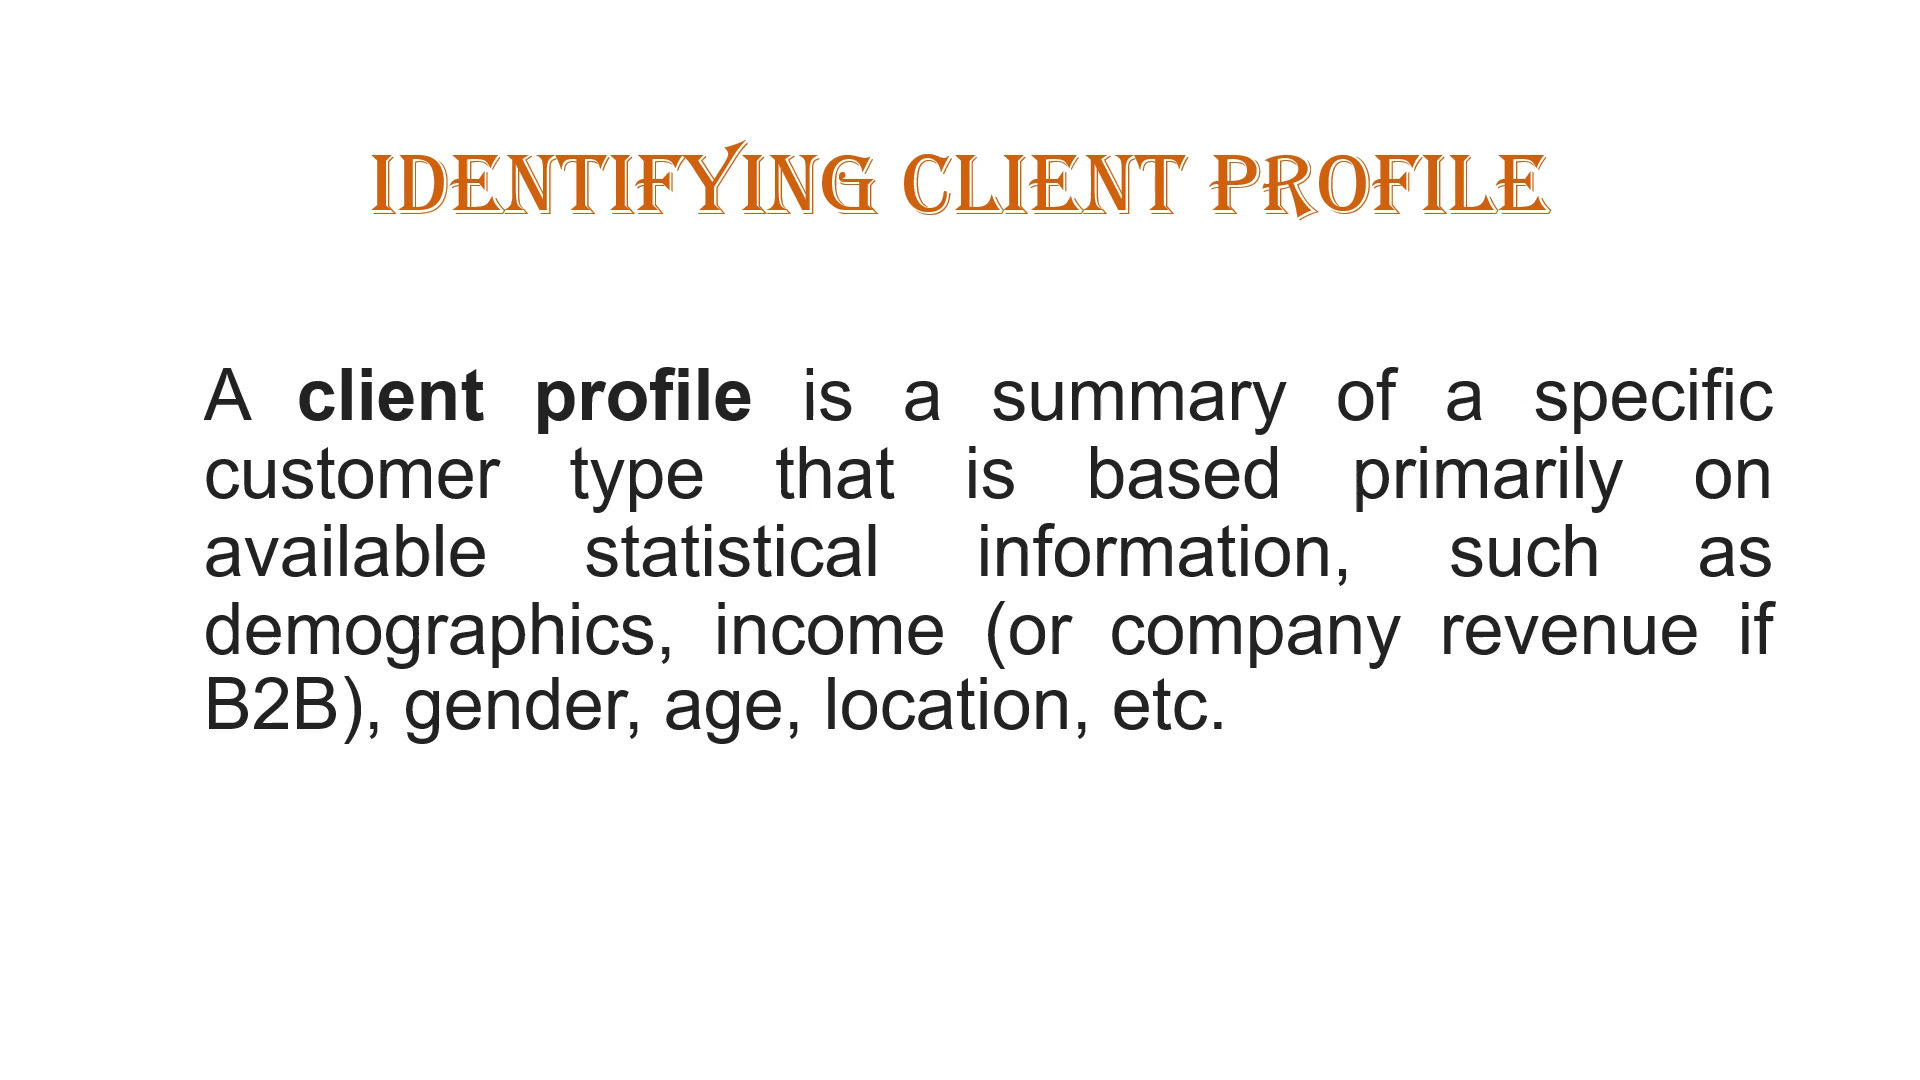 IDENTIFYING CLIENT PROFILE
A client profile is a summary of a specific
customer type that is based primarily on
available statistical information, such as
demographics, income (or company revenue if
B2B), gender, age, location, etc.